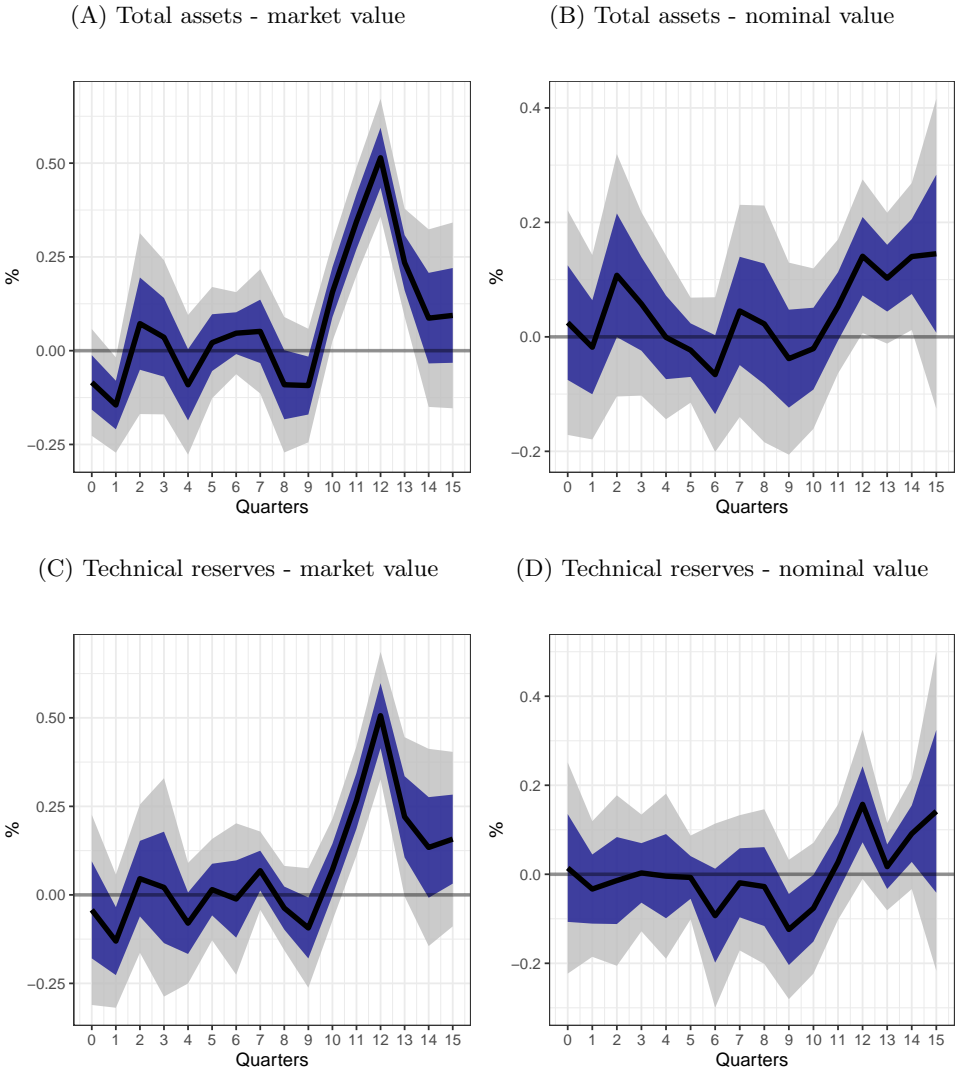 (A) Total assets - market value
(B) Total assets - nominal value
%
0.50
0.25
0.00
−0.25
0 1 2 3 4 5 6 7 8 9 10 11 12 13 14 15
Quarters
%
0.4
0.2
0.0
−0.2
0 1 2 3 4 5 6 7 8 9 10 11 12 13 14 15
Quarters
(C) Technical reserves - market value
(D) Technical reserves - nominal value
%
0.50
0.25
0.00
−0.25
0 1 2 3 4 5 6 7 8 9 10 11 12 13 14 15
Quarters
%
0.4
0.2
0.0
−0.2
0 1 2 3 4 5 6 7 8 9 10 11 12 13 14 15
Quarters